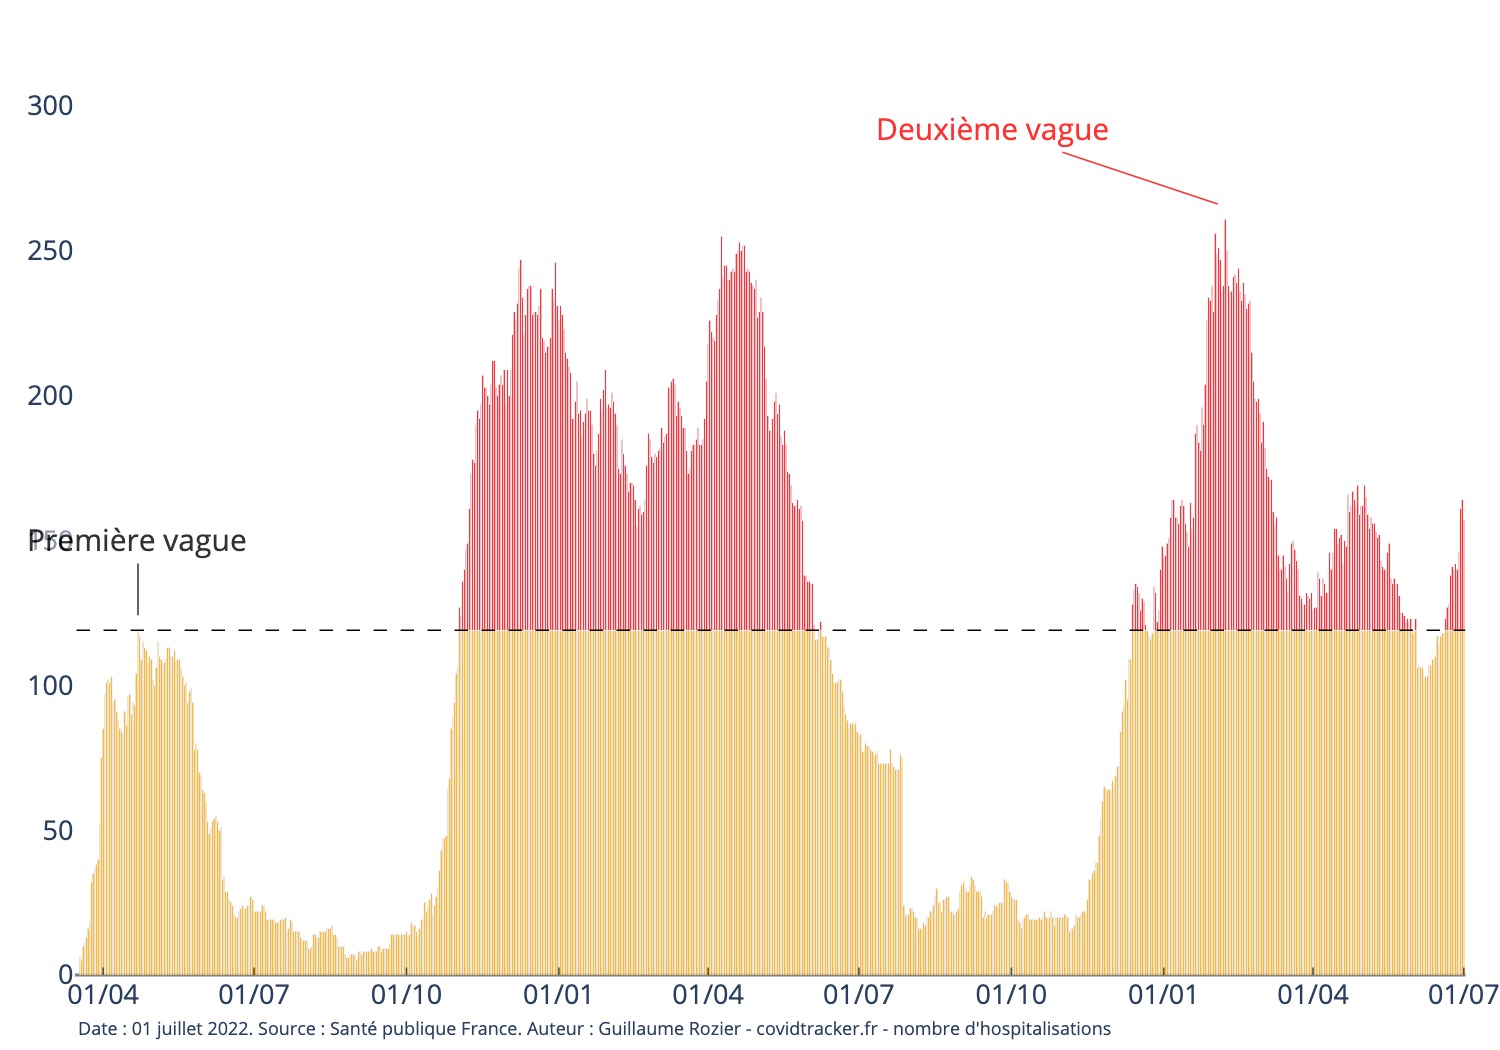 300
Deuxième vague
250
200
150
Première vague
100
50
0
01/04 01/07 01/10 01/01 01/04 01/07 01/10 01/01 01/04 01/07
Date : 01 juillet 2022. Source : Santé publique France. Auteur : Guillaume Rozier - covidtracker.fr - nombre d'hospitalisations